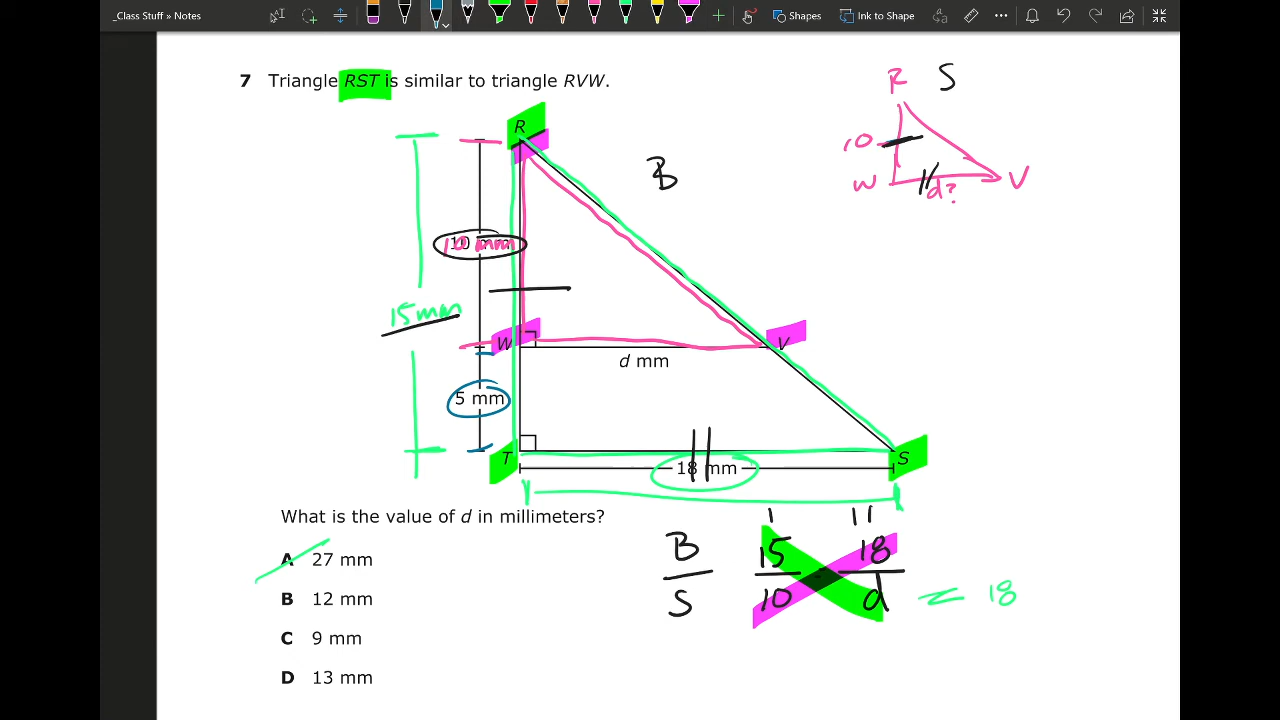 _Class Stuff » Notes
Shapes
Ink to Shape
7 Triangle RST is similar to triangle RVW.
R S
10
W d? V
R
B
10 mm
15mm
W V
d mm
5 mm
T S
18 mm
What is the value of d in millimeters?
A 27 mm
B 12 mm
C 9 mm
D 13 mm
B 15 = 18
S 10 d
18